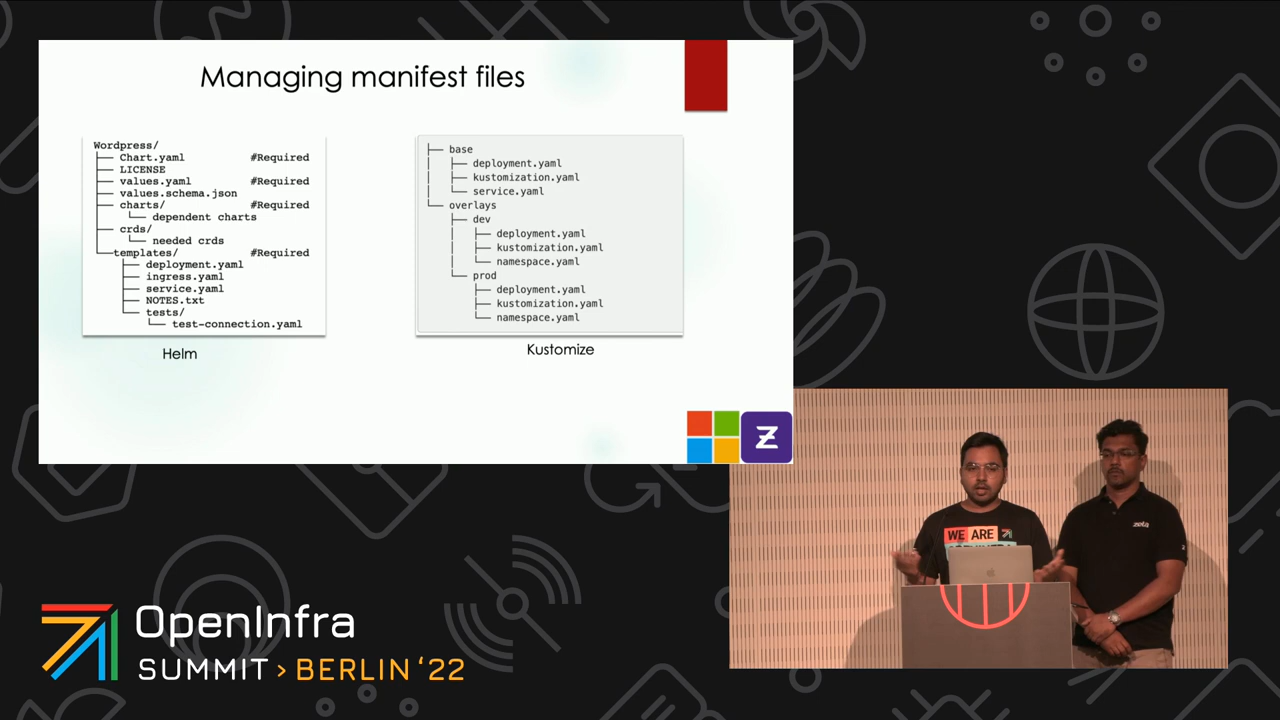 Managing manifest files
Wordpress/
├── Chart.yaml #Required
├── LICENSE
├── values.yaml #Required
├── values.schema.json
├── charts/ #Required
└── dependent charts
├── crds/
└── needed crds
└──templates/ #Required
├── deployment.yaml
├── ingress.yaml
├── service.yaml
├── NOTES.txt
├── tests/
└── test-connection.yaml
Helm
├── base
│ ├── deployment.yaml
│ ├── kustomization.yaml
│ └── service.yaml
└── overlays
├── dev
│ ├── deployment.yaml
│ ├── kustomization.yaml
│ └── namespace.yaml
└── prod
├── deployment.yaml
├── kustomization.yaml
└── namespace.yaml
Kustomize
WE ARE
zeta
OpenInfra
SUMMIT > BERLIN ‘22